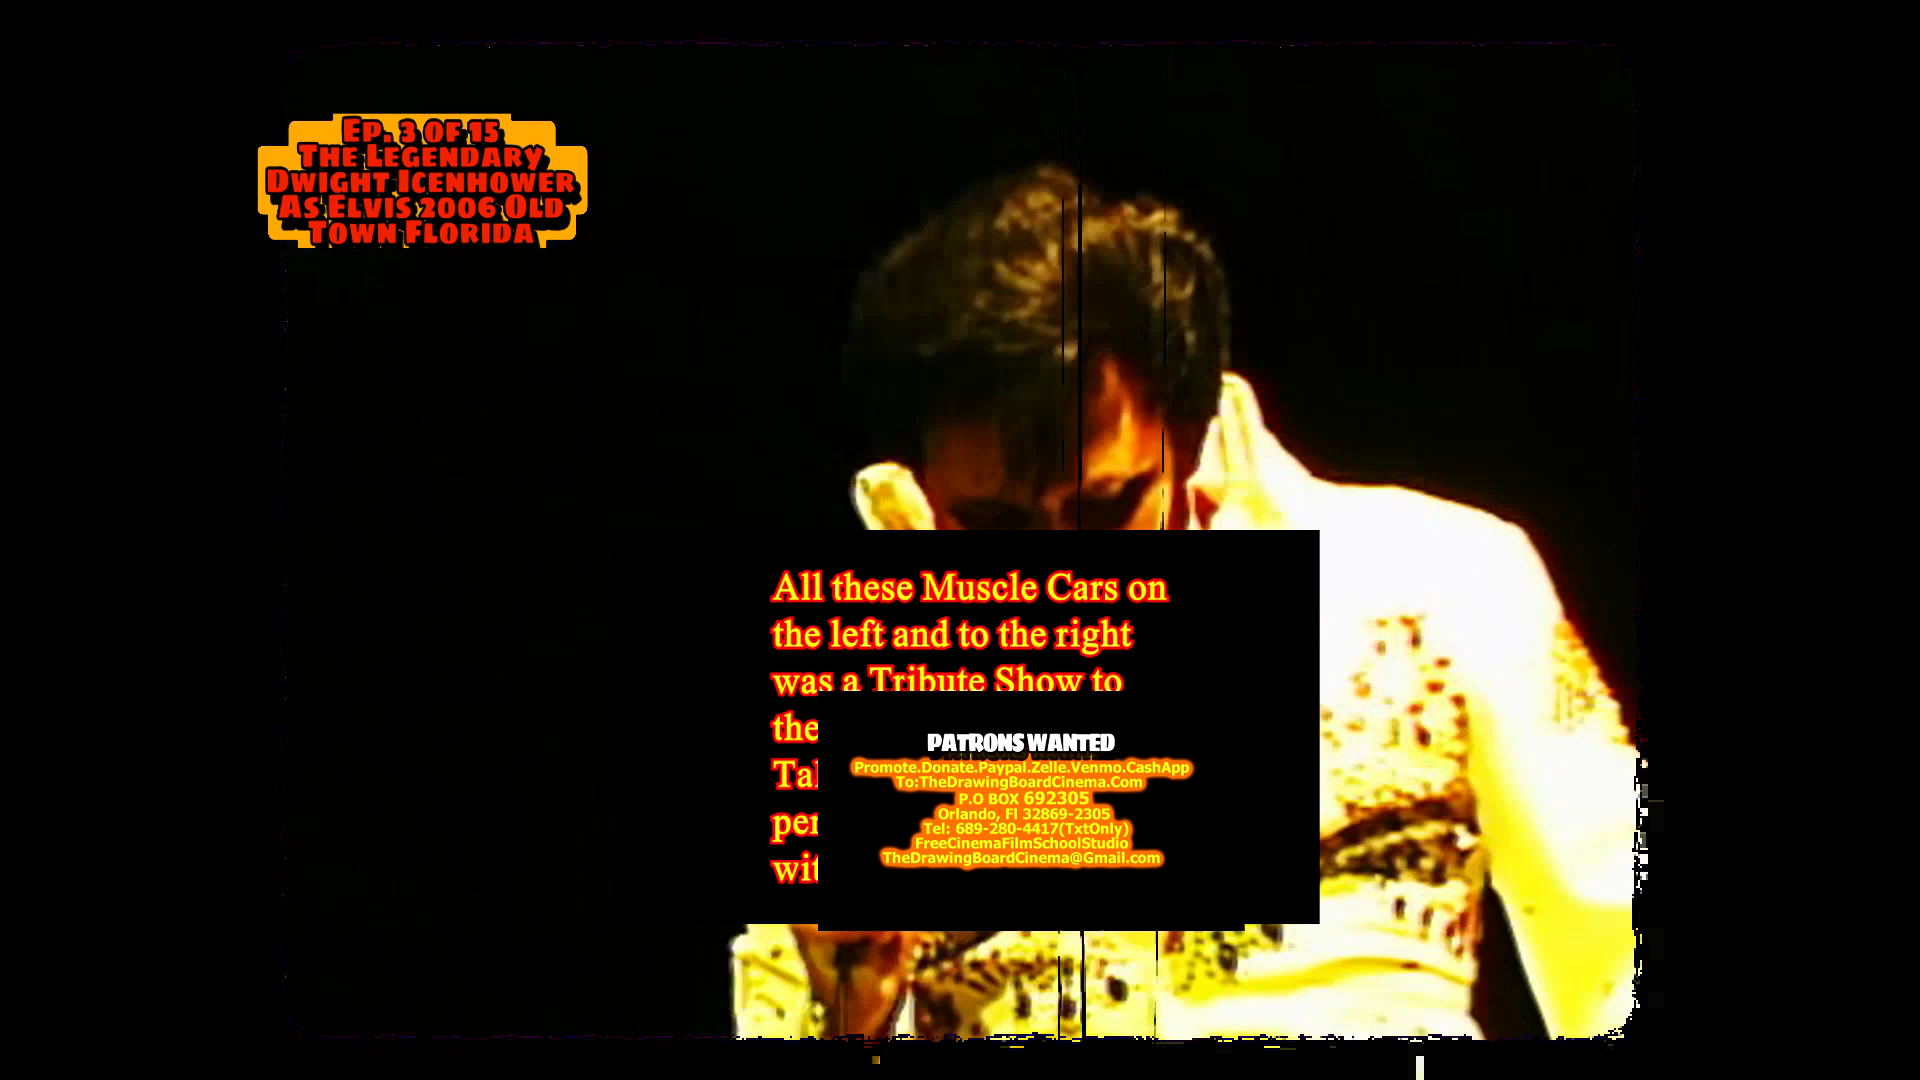 Ep. 3 of 15
The Legendary
Dwight Icenhower
As Elvis 2006 Old
Town Florida
All these Muscle Cars on
the left and to the right
was a Tribute Show to
the
PATRONS WANTED
Promote.Donate.Paypal.Zelle.Venmo.CashApp
To:TheDrawingBoardCinema.Com
P.O BOX 692305
Orlando, Fl 32869-2305
Tel: 689-280-4417(TxtOnly)
FreeCinemaFilmSchoolStudio
TheDrawingBoardCinema@Gmail.com